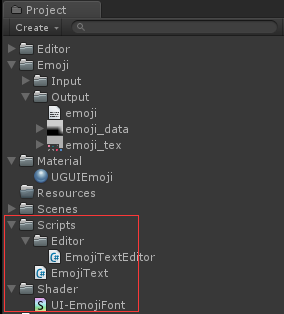 Project
Create
Editor
Emoji
Input
Output
emoji
emoji_data
emoji_tex
Material
UGUIEmoji
Resources
Scenes
Scripts
Editor
EmojiTextEditor
EmojiText
Shader
UI-EmojiFont